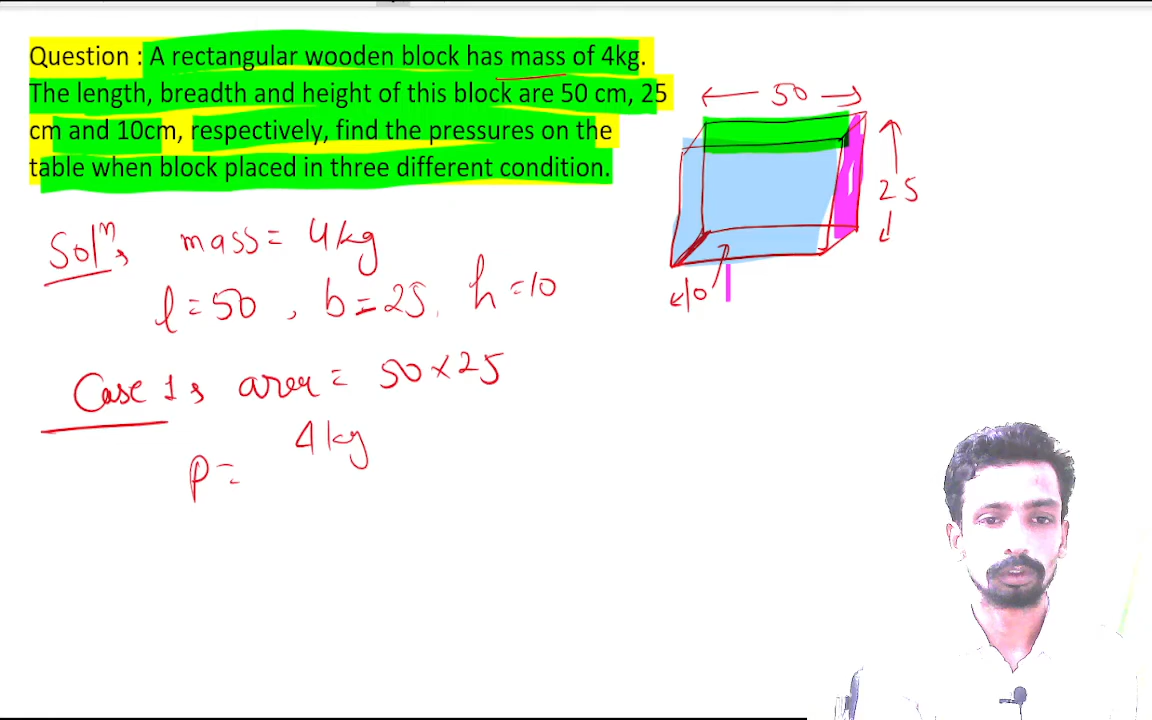 Question : A rectangular wooden block has mass of 4kg.
The length, breadth and height of this block are 50 cm, 25
cm and 10cm, respectively, find the pressures on the
table when block placed in three different condition.
50
25
10
Solⁿ, mass = 4kg
l = 50 , b = 25, h = 10
Case 1, area = 50 × 25
4kg
P =